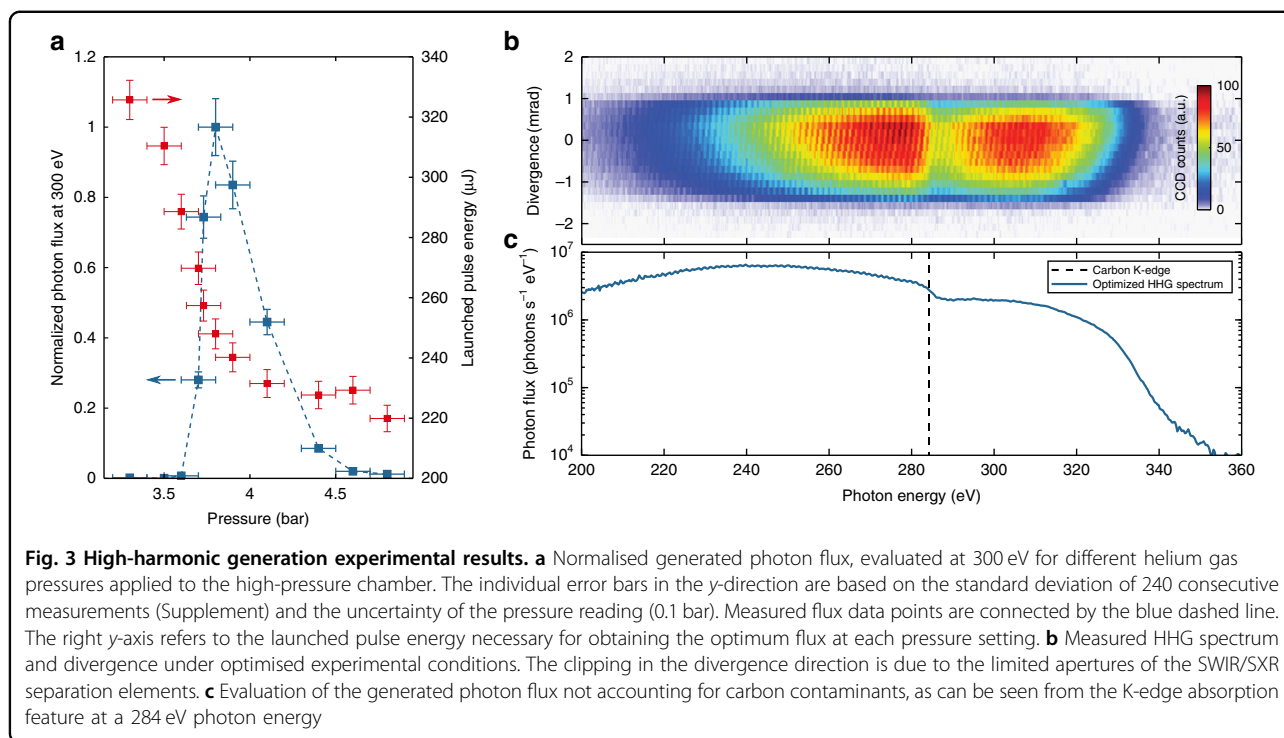 a
1.2
1
0.8
0.6
0.4
0.2
0
Normalized photon flux at 300 eV
340
320
300
280
260
240
220
200
Launched pulse energy (µJ)
3.5
4
4.5
Pressure (bar)
b
2
1
0
−1
−2
Divergence (mrad)
100
50
0
CCD counts (a.u.)
c
10⁷
10⁶
10⁵
10⁴
Photon flux (photons s⁻¹ eV⁻¹)
Carbon K-edge
Optimized HHG spectrum
200
220
240
260
280
300
320
340
360
Photon energy (eV)
Fig. 3 High-harmonic generation experimental results. a Normalised generated photon flux, evaluated at 300 eV for different helium gas
pressures applied to the high-pressure chamber. The individual error bars in the y-direction are based on the standard deviation of 240 consecutive
measurements (Supplement) and the uncertainty of the pressure reading (0.1 bar). Measured flux data points are connected by the blue dashed line.
The right y-axis refers to the launched pulse energy necessary for obtaining the optimum flux at each pressure setting. b Measured HHG spectrum
and divergence under optimised experimental conditions. The clipping in the divergence direction is due to the limited apertures of the SWIR/SXR
separation elements. c Evaluation of the generated photon flux not accounting for carbon contaminants, as can be seen from the K-edge absorption
feature at a 284 eV photon energy